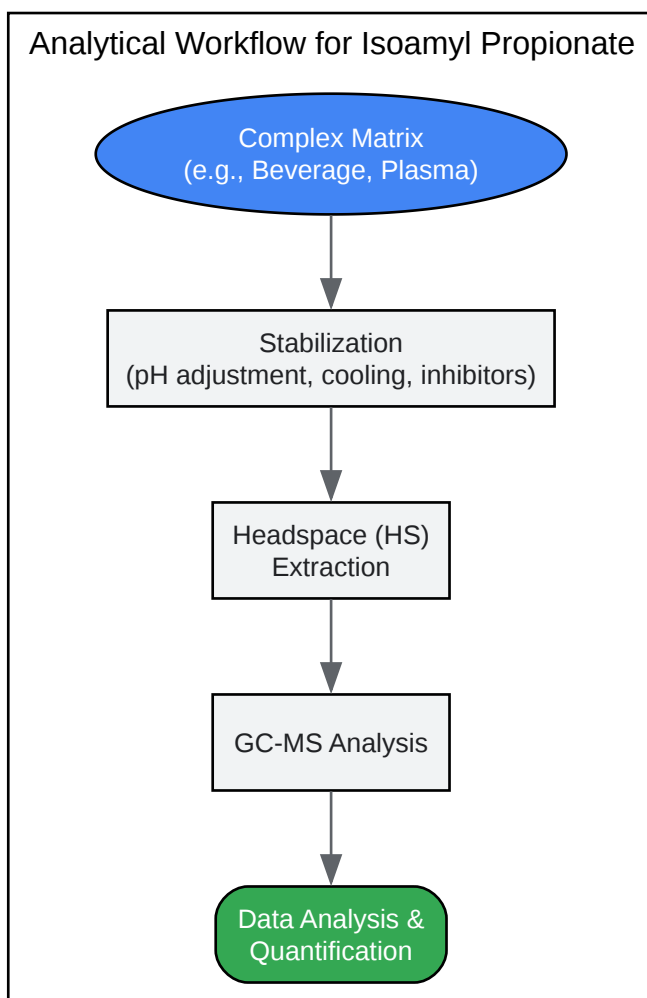 Analytical Workflow for Isoamyl Propionate
Complex Matrix
(e.g., Beverage, Plasma)
Stabilization
(pH adjustment, cooling, inhibitors)
Headspace (HS)
Extraction
GC-MS Analysis
Data Analysis &
Quantification